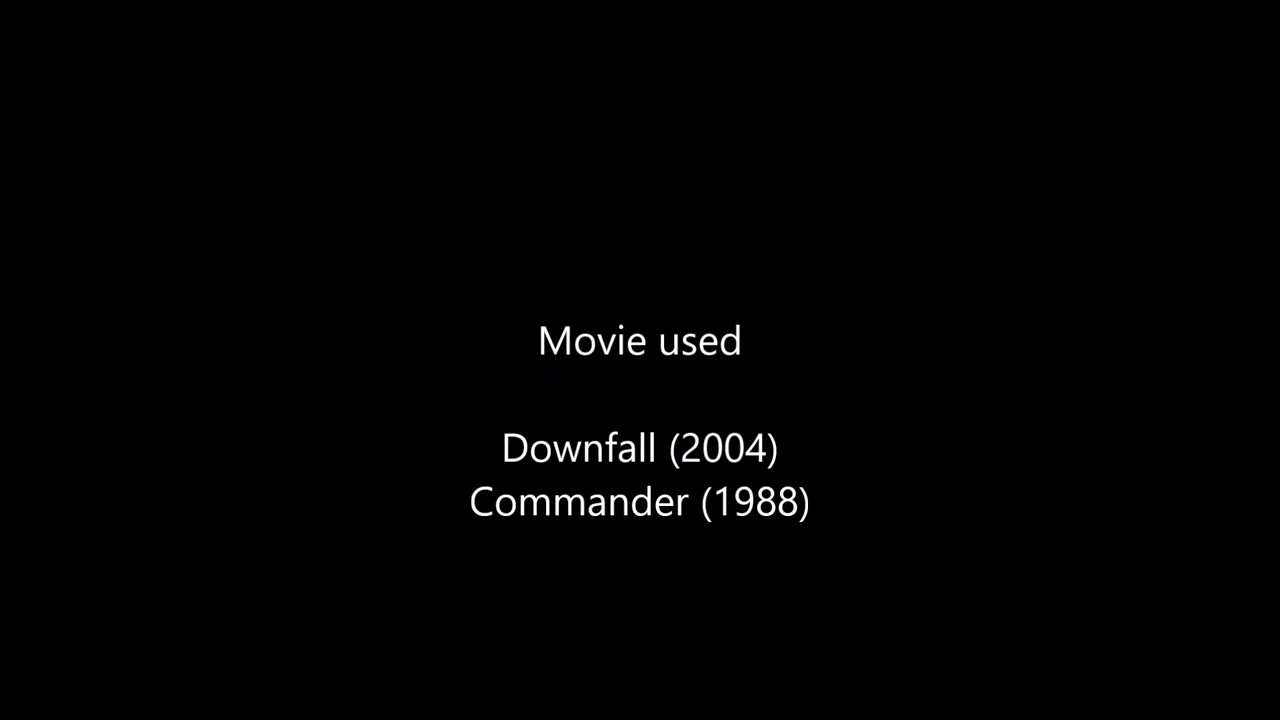 Movie used
Downfall (2004)
Commander (1988)